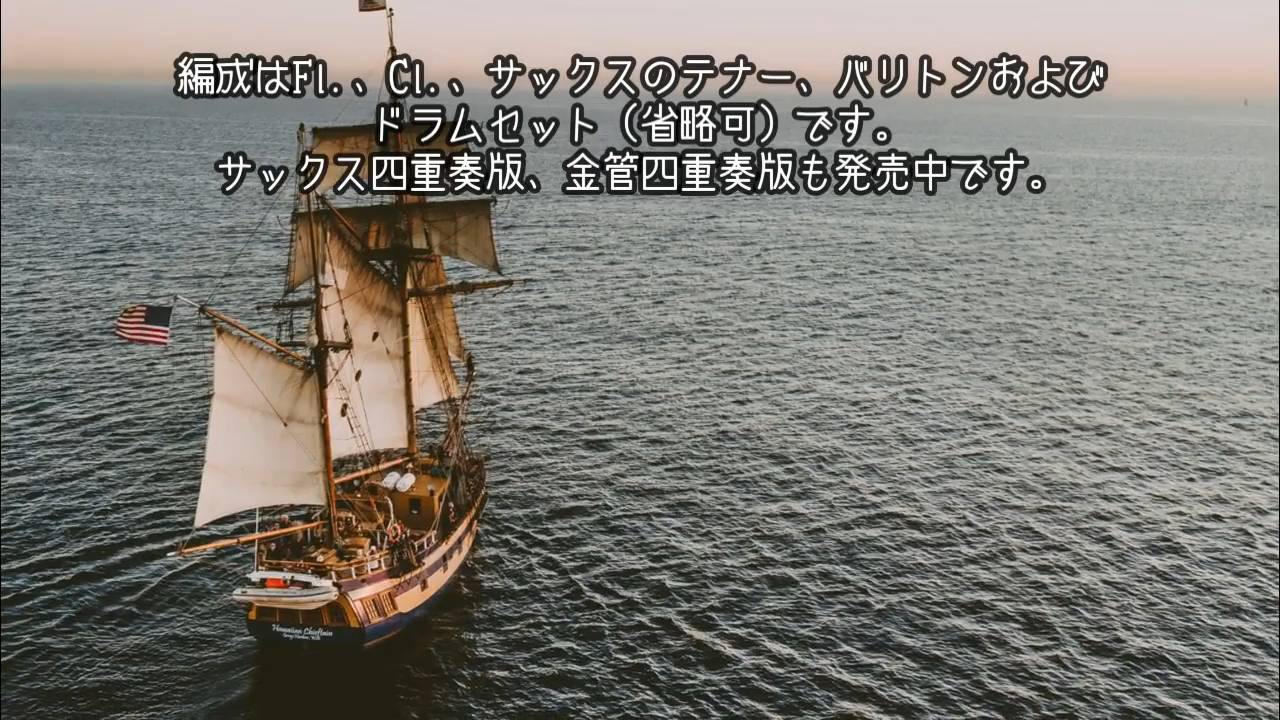 編成はFl.、Cl.、サックスのテナー、バリトンおよび
ドラムセット（省略可）です。
サックス四重奏版、金管四重奏版も発売中です。
Hawaiian Chieftain